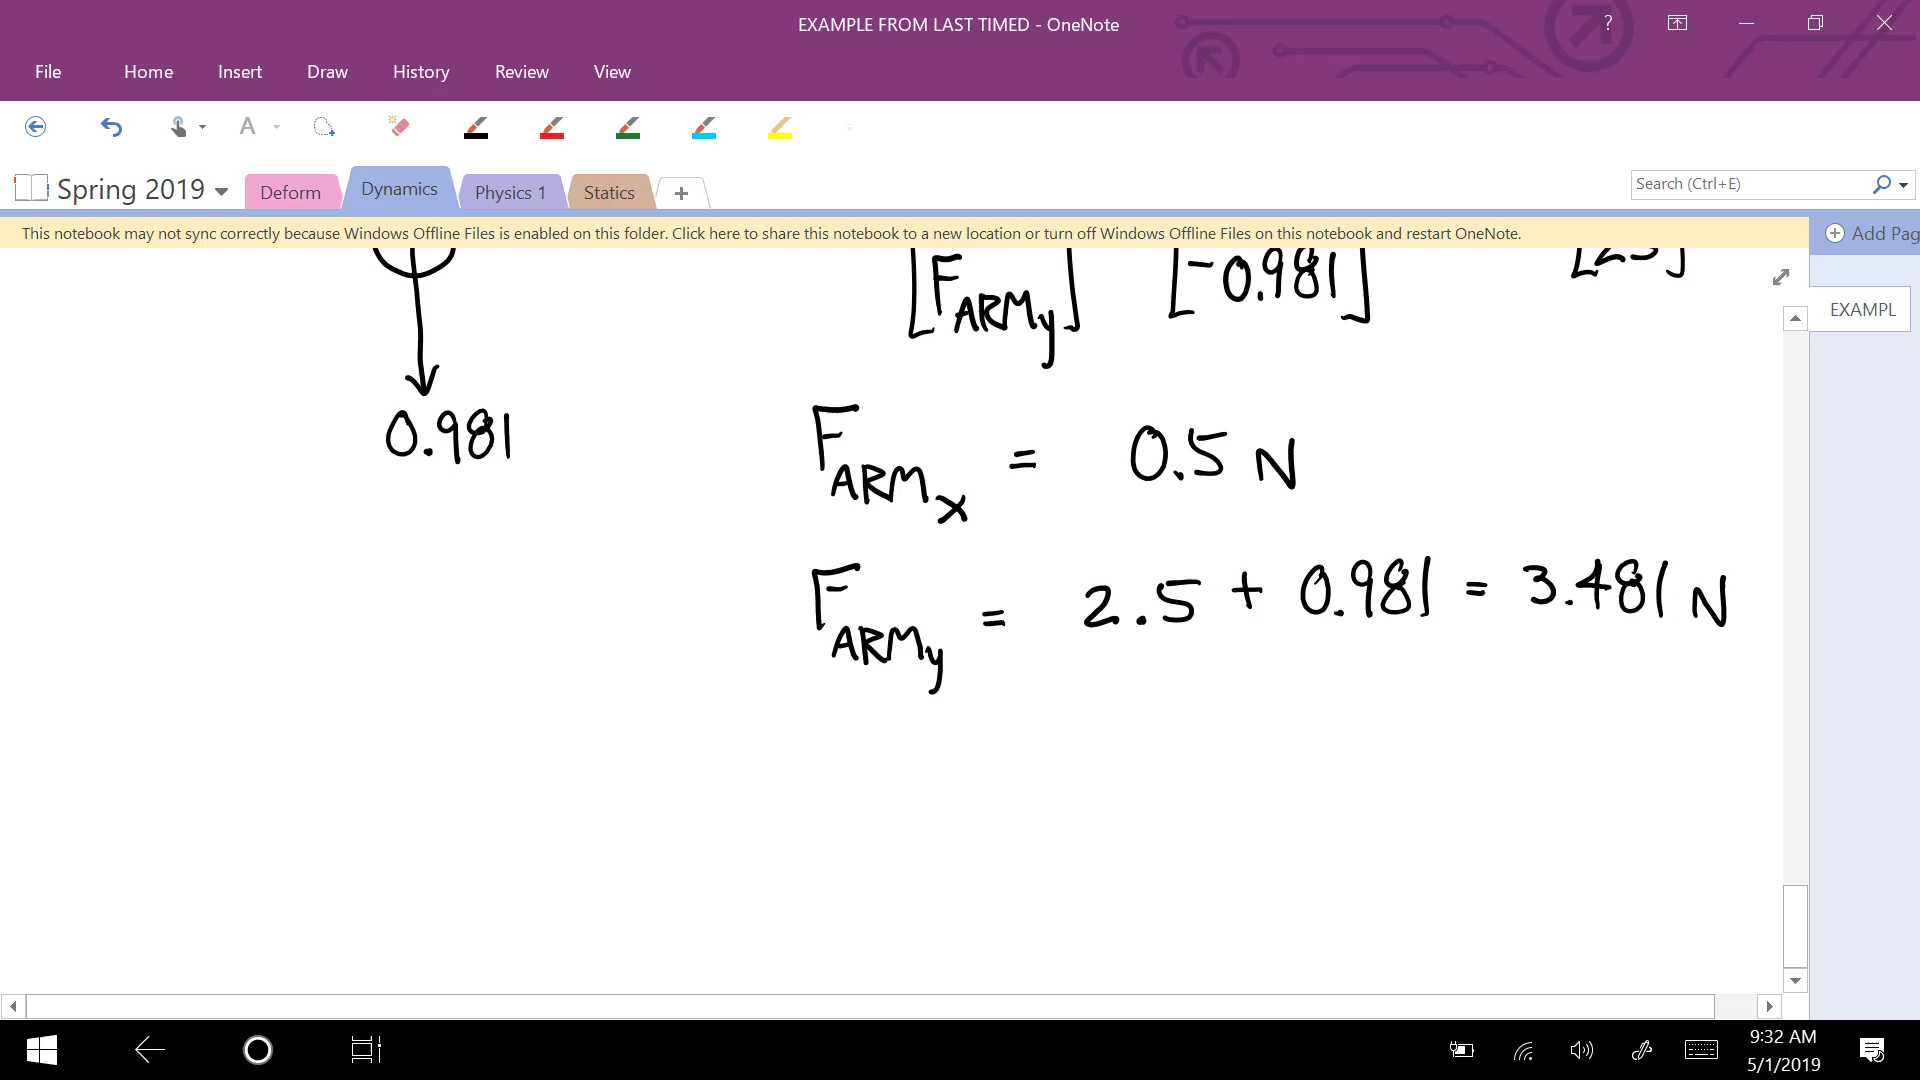 EXAMPLE FROM LAST TIMED - OneNote
?
File Home Insert Draw History Review View
A
Spring 2019 Deform Dynamics Physics 1 Statics +
Search (Ctrl+E)
This notebook may not sync correctly because Windows Offline Files is enabled on this folder. Click here to share this notebook to a new location or turn off Windows Offline Files on this notebook and restart OneNote.
Add Pag
EXAMPL
[F ARM y] [-0.981]
0.981
F ARM x = 0.5 N
F ARM y = 2.5 + 0.981 = 3.481 N
9:32 AM
5/1/2019